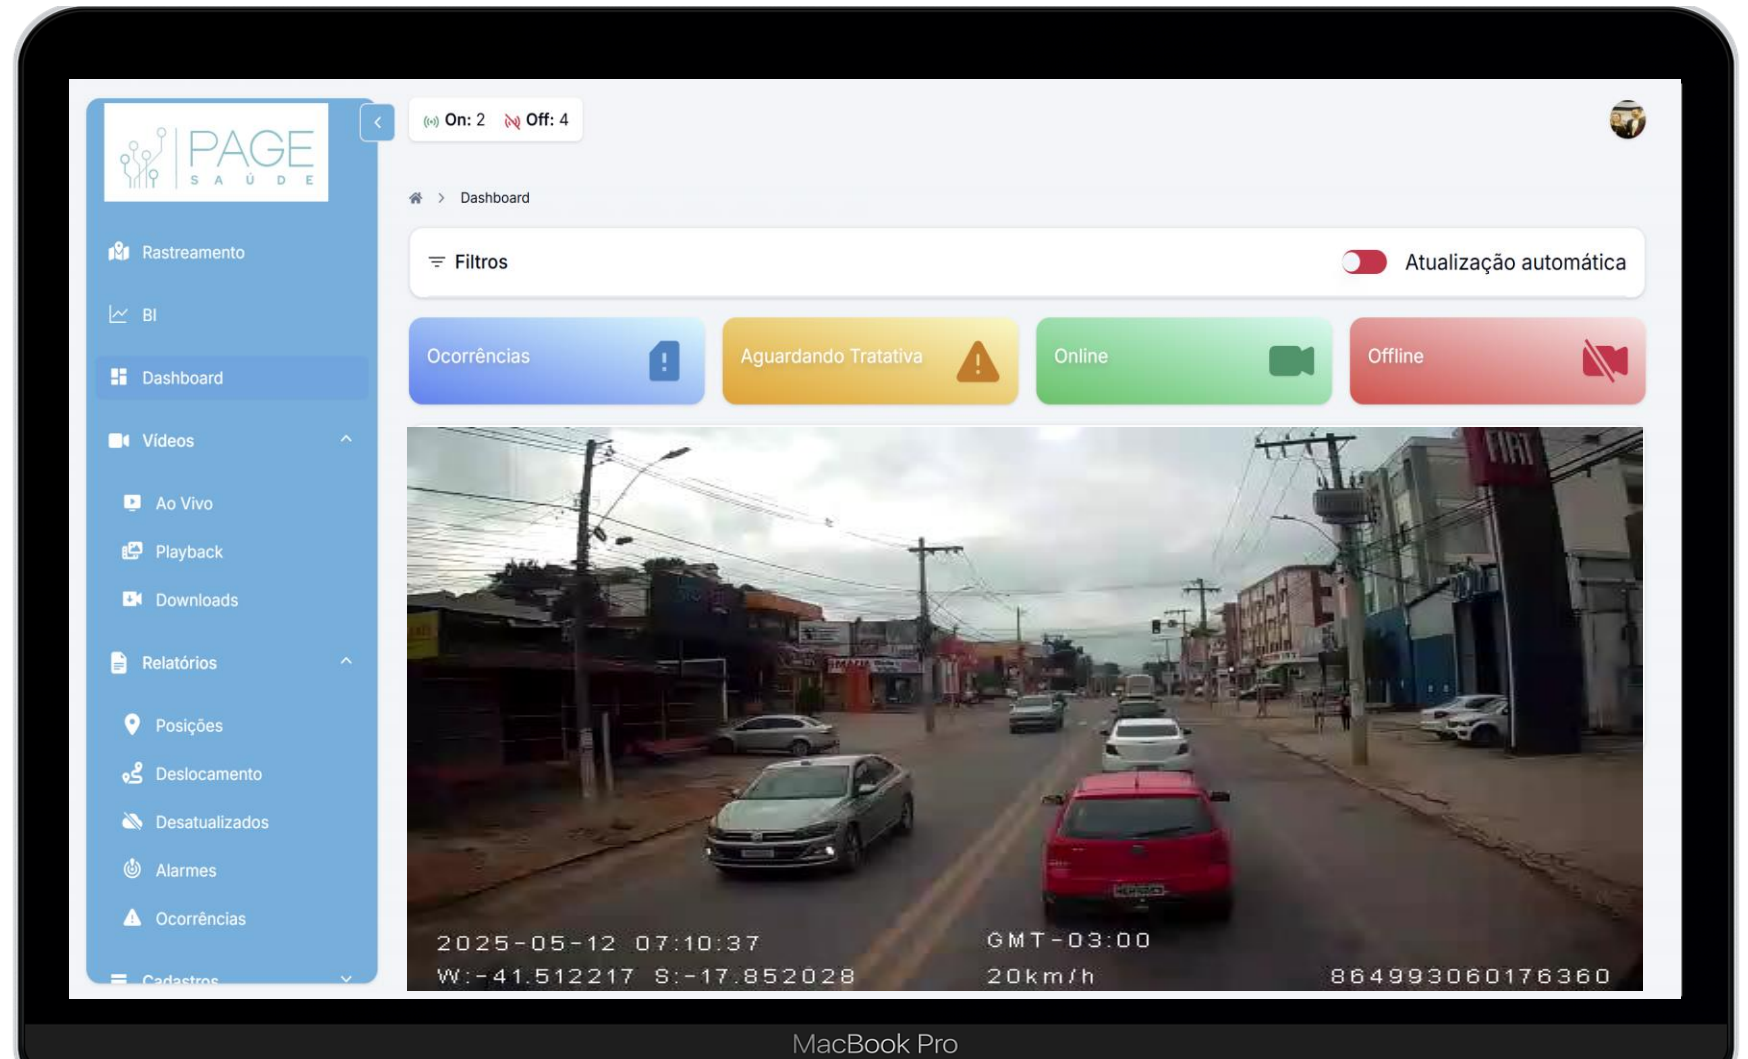 PAGE
SAÚDE
On: 2 Off: 4
Dashboard
Filtros
Atualização automática
Rastreamento
BI
Dashboard
Vídeos
Ao Vivo
Playback
Downloads
Relatórios
Posições
Deslocamento
Desatualizados
Alarmes
Ocorrências
Cadastros
Ocorrências
Aguardando Tratativa
Online
Offline
FIAT
2025-05-12 07:10:37
GMT-03:00
W:-41.512217 S:-17.852028
20km/h
864993060176360
MacBook Pro